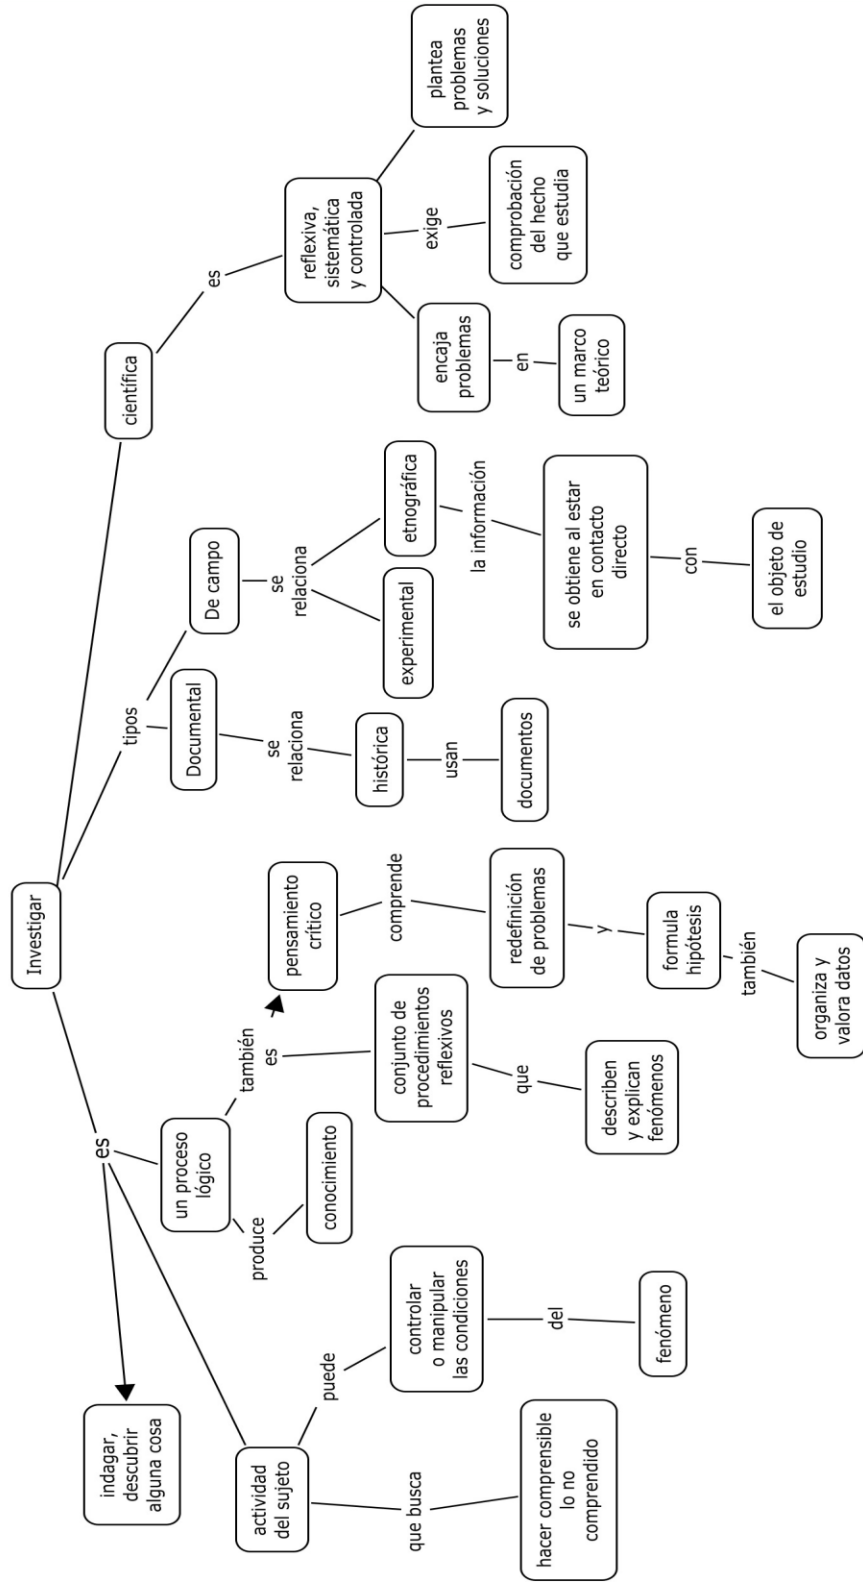 Investigar
es
indagar,
descubrir
alguna cosa
actividad
del sujeto
que busca
hacer comprensible
lo no
comprendido
puede
controlar
o manipular
las condiciones
del
fenómeno
un proceso
lógico
produce
conocimiento
también
es
conjunto de
procedimientos
reflexivos
que
describen
y explican
fenómenos
pensamiento
crítico
comprende
redefinición
de problemas
y
formula
hipótesis
también
organiza y
valora datos
tipos
Documental
se
relaciona
histórica
usan
documentos
De campo
se
relaciona
experimental
etnográfica
la información
se obtiene al estar
en contacto
directo
con
el objeto de
estudio
científica
es
reflexiva,
sistemática
y controlada
encaja
problemas
en
un marco
teórico
exige
comprobación
del hecho
que estudia
plantea
problemas
y soluciones